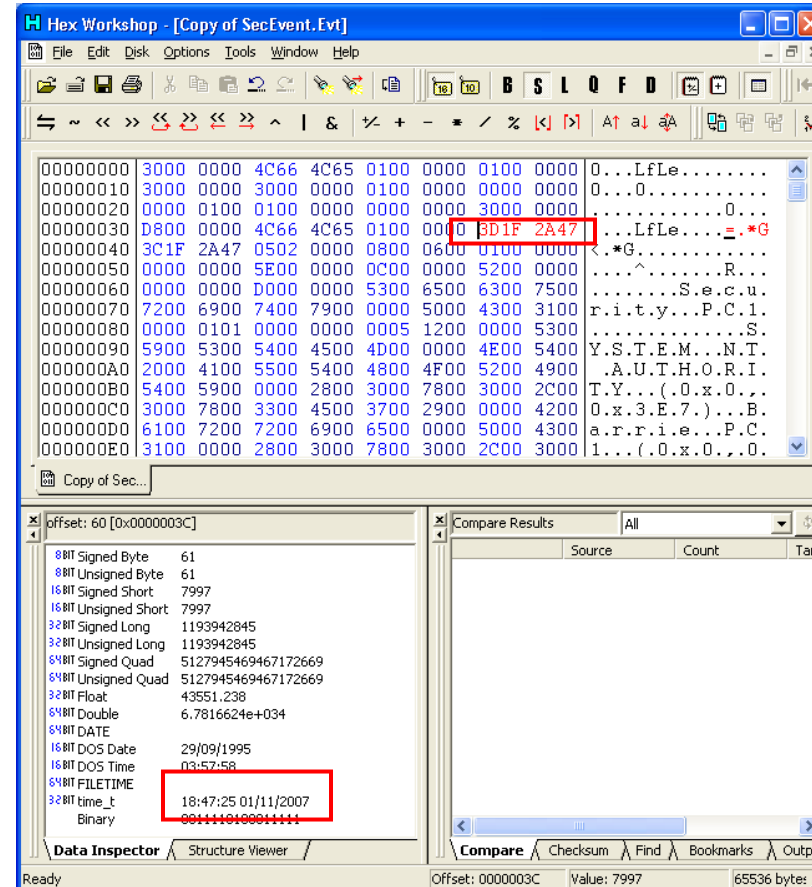 Hex Workshop - [Copy of SecEvent.Evt]
File Edit Disk Options Tools Window Help
B S L Q F D
00000000 3000 0000 4C66 4C65 0100 0000 0100 0000 0...LfLe........
00000010 3000 0000 3000 0000 0100 0000 0000 0000 0...0...........
00000020 0000 0100 0100 0000 0000 0000 3000 0000 ............0...
00000030 D800 0000 4C66 4C65 0100 0000 3D1F 2A47 ....LfLe....=.*G
00000040 3C1F 2A47 0502 0000 0800 0600 0100 0000 <.*G............
00000050 0000 0000 5E00 0000 0C00 0000 5200 0000 ....^.......R...
00000060 0000 0000 D000 0000 5300 6500 6300 7500 ........S.e.c.u.
00000070 7200 6900 7400 7900 0000 5000 4300 3100 r.i.t.y...P.C.1.
00000080 0000 0101 0000 0000 0005 1200 0000 5300 ..............S.
00000090 5900 5300 5400 4500 4D00 0000 4E00 5400 Y.S.T.E.M...N.T.
000000A0 2000 4100 5500 5400 4800 4F00 5200 4900 .A.U.T.H.O.R.I.
000000B0 5400 5900 0000 2800 3000 7800 3000 2C00 T.Y...(.0.x.0.,.
000000C0 3000 7800 3300 4500 3700 2900 0000 4200 0.x.3.E.7.)...B.
000000D0 6100 7200 7200 6900 6500 0000 5000 4300 a.r.r.i.e...P.C.
000000E0 3100 0000 2800 3000 7800 3000 2C00 3000 1...(.0.x.0.,.0.
Copy of Sec...
offset: 60 [0x0000003C]
8BIT Signed Byte 61
8BIT Unsigned Byte 61
16BIT Signed Short 7997
16BIT Unsigned Short 7997
32BIT Signed Long 1193942845
32BIT Unsigned Long 1193942845
64BIT Signed Quad 5127945469467172669
64BIT Unsigned Quad 5127945469467172669
32BIT Float 43551.238
64BIT Double 6.7816624e+034
64BIT DATE
16BIT DOS Date 29/09/1995
16BIT DOS Time 03:57:58
64BIT FILETIME
32BIT time_t 18:47:25 01/11/2007
Binary 0011110100011111
Data Inspector Structure Viewer
Compare Results All
Source Count Tar
Compare Checksum Find Bookmarks Outp
Ready Offset: 0000003C Value: 7997 65536 bytes